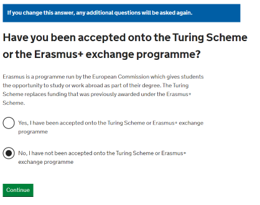 If you change this answer, any additional questions will be asked again.
Have you been accepted onto the Turing Scheme
or the Erasmus+ exchange programme?
Erasmus is a programme run by the European Commission which gives students
the opportunity to study or work abroad as part of their degree. The Turing
Scheme replaces funding that was previously awarded under the Erasmus+
Scheme.
Yes, I have been accepted onto the Turing Scheme or Erasmus+ exchange
programme
No, I have not been accepted onto the Turing Scheme or Erasmus+
exchange programme
Continue